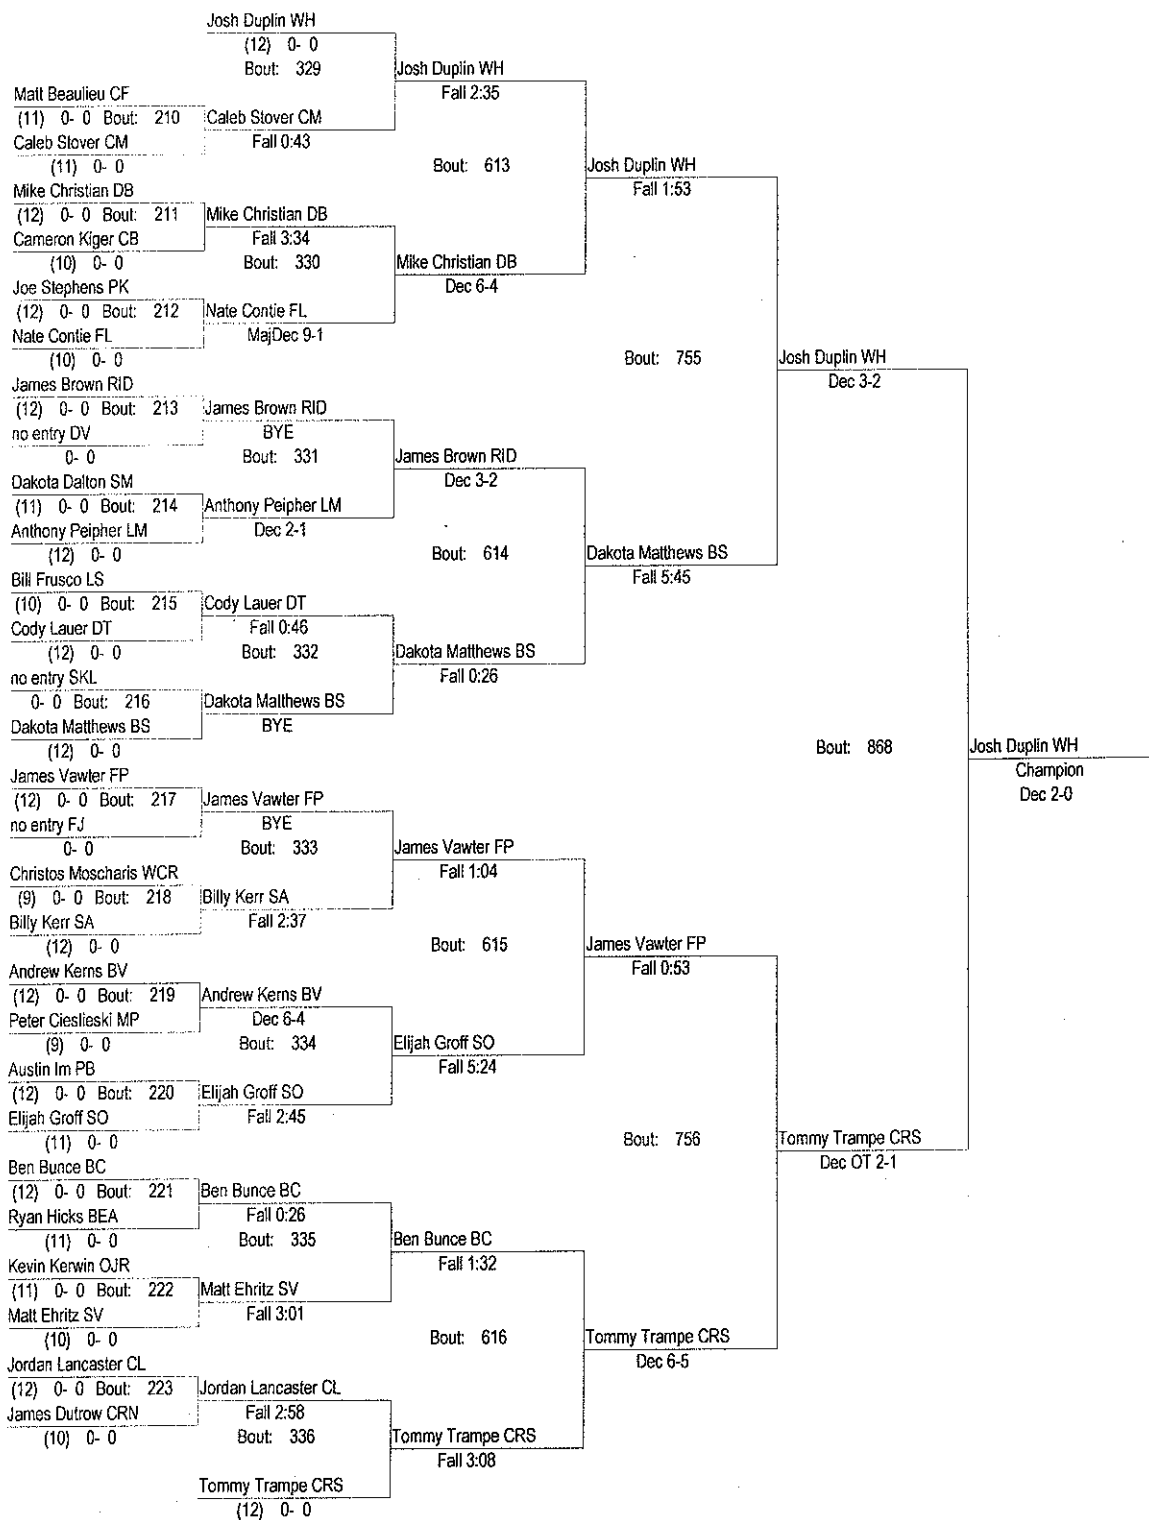 Josh Duplin WH
(12) 0- 0
Bout: 329
Josh Duplin WH
Fall 2:35
Matt Beaulieu CF
(11) 0- 0 Bout: 210
Caleb Stover CM
Caleb Stover CM
Fall 0:43
(11) 0- 0
Bout: 613
Josh Duplin WH
Fall 1:53
Mike Christian DB
(12) 0- 0 Bout: 211
Mike Christian DB
Cameron Kiger CB
Fall 3:34
(10) 0- 0
Bout: 330
Mike Christian DB
Dec 6-4
Joe Stephens PK
(12) 0- 0 Bout: 212
Nate Contie FL
Nate Contie FL
MajDec 9-1
(10) 0- 0
Bout: 755
Josh Duplin WH
Dec 3-2
James Brown RID
(12) 0- 0 Bout: 213
James Brown RID
no entry DV
BYE
0- 0
Bout: 331
James Brown RID
Dec 3-2
Dakota Dalton SM
(11) 0- 0 Bout: 214
Anthony Peipher LM
Anthony Peipher LM
Dec 2-1
(12) 0- 0
Bout: 614
Dakota Matthews BS
Fall 5:45
Bill Frusco LS
(10) 0- 0 Bout: 215
Cody Lauer DT
Cody Lauer DT
Fall 0:46
(12) 0- 0
Bout: 332
Dakota Matthews BS
Fall 0:26
no entry SKL
0- 0 Bout: 216
Dakota Matthews BS
Dakota Matthews BS
BYE
(12) 0- 0
Bout: 868
Josh Duplin WH
Champion
Dec 2-0
James Vawter FP
(12) 0- 0 Bout: 217
James Vawter FP
no entry FJ
BYE
0- 0
Bout: 333
James Vawter FP
Fall 1:04
Christos Moscharis WCR
(9) 0- 0 Bout: 218
Billy Kerr SA
Billy Kerr SA
Fall 2:37
(12) 0- 0
Bout: 615
James Vawter FP
Fall 0:53
Andrew Kerns BV
(12) 0- 0 Bout: 219
Andrew Kerns BV
Peter Cieslieski MP
Dec 6-4
(9) 0- 0
Bout: 334
Elijah Groff SO
Fall 5:24
Austin Im PB
(12) 0- 0 Bout: 220
Elijah Groff SO
Elijah Groff SO
Fall 2:45
(11) 0- 0
Bout: 756
Tommy Trampe CRS
Dec OT 2-1
Ben Bunce BC
(12) 0- 0 Bout: 221
Ben Bunce BC
Ryan Hicks BEA
Fall 0:26
(11) 0- 0
Bout: 335
Ben Bunce BC
Fall 1:32
Kevin Kerwin OJR
(11) 0- 0 Bout: 222
Matt Ehritz SV
Matt Ehritz SV
Fall 3:01
(10) 0- 0
Bout: 616
Tommy Trampe CRS
Dec 6-5
Jordan Lancaster CL
(12) 0- 0 Bout: 223
Jordan Lancaster CL
James Dutrow CRN
Fall 2:58
(10) 0- 0
Bout: 336
Tommy Trampe CRS
Fall 3:08
Tommy Trampe CRS
(12) 0- 0